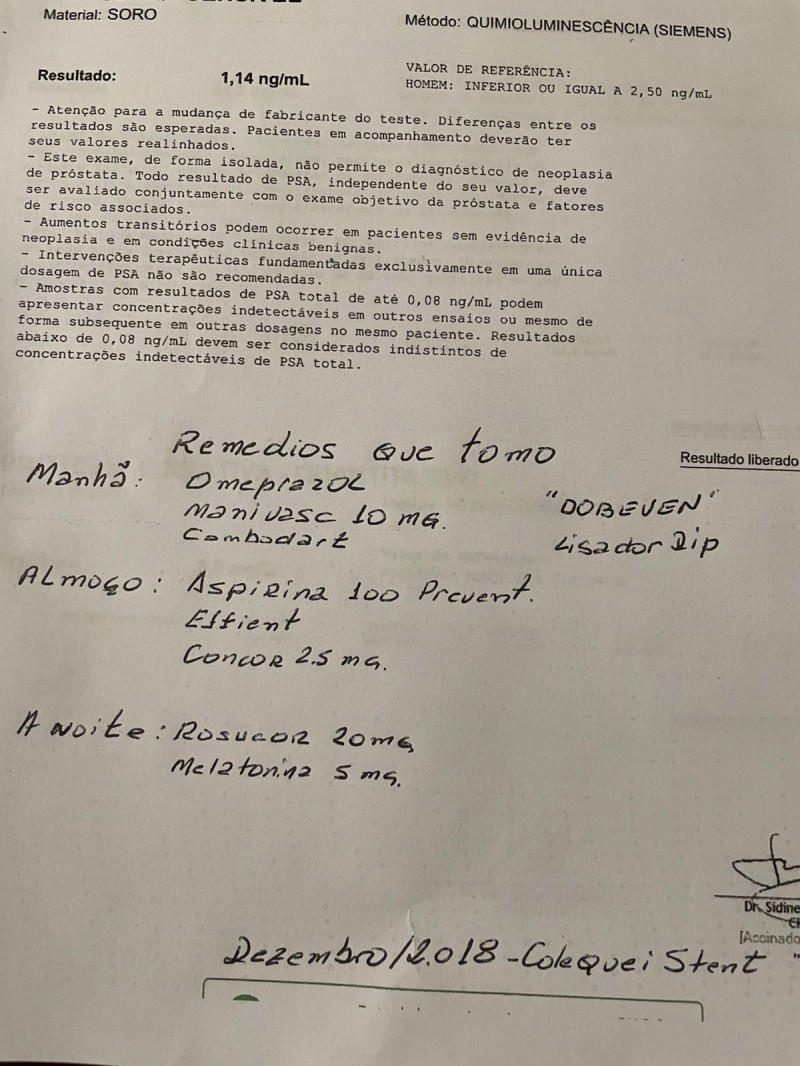 Material: SORO
Método: QUIMIOLUMINESCÊNCIA (SIEMENS)
Resultado: 1,14 ng/mL
VALOR DE REFERÊNCIA:
HOMEM: INFERIOR OU IGUAL A 2,50 ng/mL
- Atenção para a mudança de fabricante do teste. Diferenças entre os
resultados são esperadas. Pacientes em acompanhamento deverão ter
seus valores realinhados.
- Este exame, de forma isolada, não permite o diagnóstico de neoplasia
de próstata. Todo resultado de PSA, independente do seu valor, deve
ser avaliado conjuntamente com o exame objetivo da próstata e fatores
de risco associados.
- Aumentos transitórios podem ocorrer em pacientes sem evidência de
neoplasia e em condições clínicas benignas.
- Intervenções terapêuticas fundamentadas exclusivamente em uma única
dosagem de PSA não são recomendadas.
- Amostras com resultados de PSA total de até 0,08 ng/mL podem
apresentar concentrações indetectáveis em outros ensaios ou mesmo de
forma subsequente em outras dosagens no mesmo paciente. Resultados
abaixo de 0,08 ng/mL devem ser considerados indistintos de
concentrações indetectáveis de PSA total.
Remedios que tomo
Resultado liberado
Manhã: Omeprazol
Manivasc 10 mg. "DOBEVEN"
Combodart Lisador Dip
Almoço: Aspirina 100 Prevent.
Effient
Concor 2.5 mg.
A Noite: Rosucor 20 mg
Melatonina 5 mg.
Dr. Sidine
[Assinado
Dezembro/2.018 - Coloquei Stent